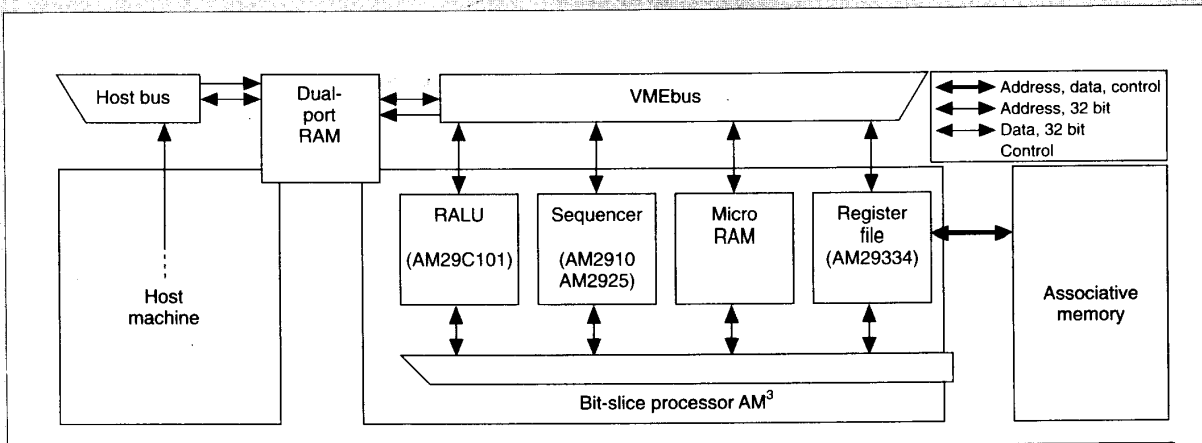 Host bus
Dual-
port
RAM
VMEbus
Address, data, control
Address, 32 bit
Data, 32 bit
Control
RALU
(AM29C101)
Sequencer
(AM2910
AM2925)
Micro
RAM
Register
file
(AM29334)
Host
machine
Associative
memory
Bit-slice processor AM³